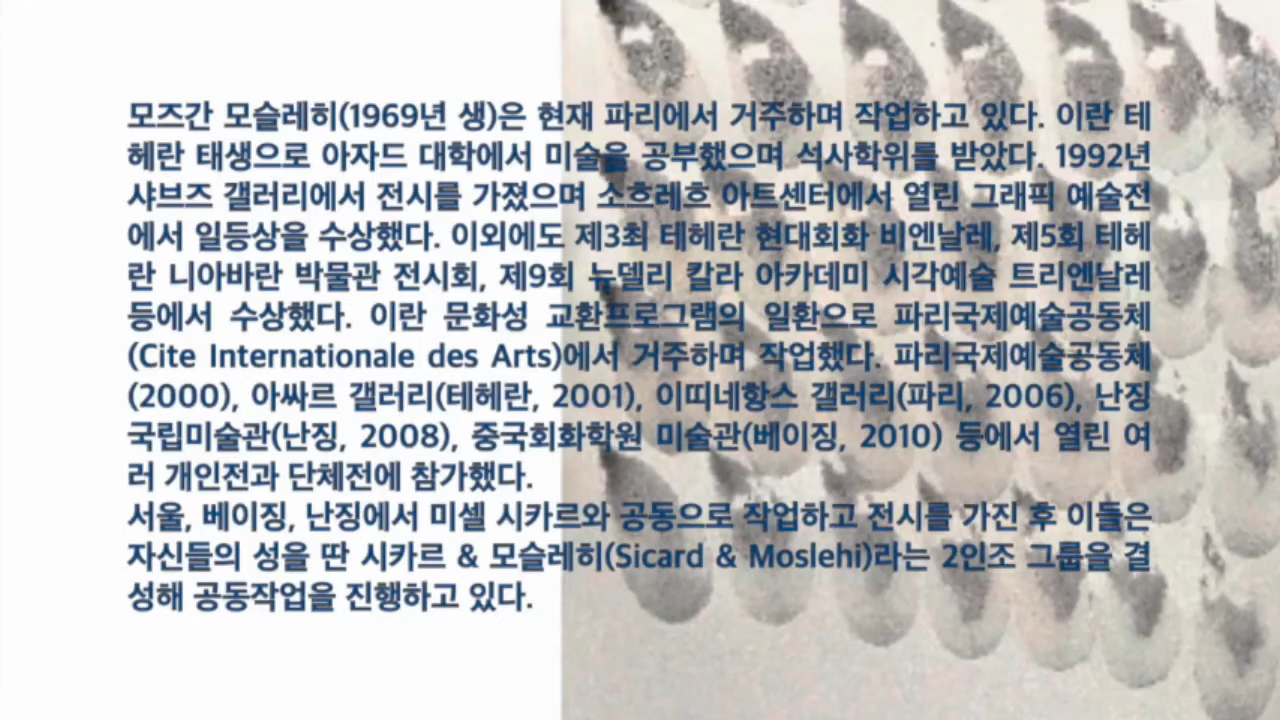 모즈간 모슬레히(1969년 생)은 현재 파리에서 거주하며 작업하고 있다. 이란 테
헤란 태생으로 아자드 대학에서 미술을 공부했으며 석사학위를 받았다. 1992년
샤브즈 갤러리에서 전시를 가졌으며 소흐레흐 아트센터에서 열린 그래픽 예술전
에서 일등상을 수상했다. 이외에도 제3최 테헤란 현대회화 비엔날레, 제5회 테헤
란 니아바란 박물관 전시회, 제9회 뉴델리 칼라 아카데미 시각예술 트리엔날레
등에서 수상했다. 이란 문화성 교환프로그램의 일환으로 파리국제예술공동체
(Cite Internationale des Arts)에서 거주하며 작업했다. 파리국제예술공동체
(2000), 아싸르 갤러리(테헤란, 2001), 이띠네항스 갤러리(파리, 2006), 난징
국립미술관(난징, 2008), 중국회화학원 미술관(베이징, 2010) 등에서 열린 여
러 개인전과 단체전에 참가했다.
서울, 베이징, 난징에서 미셸 시카르와 공동으로 작업하고 전시를 가진 후 이들은
자신들의 성을 딴 시카르 & 모슬레히(Sicard & Moslehi)라는 2인조 그룹을 결
성해 공동작업을 진행하고 있다.